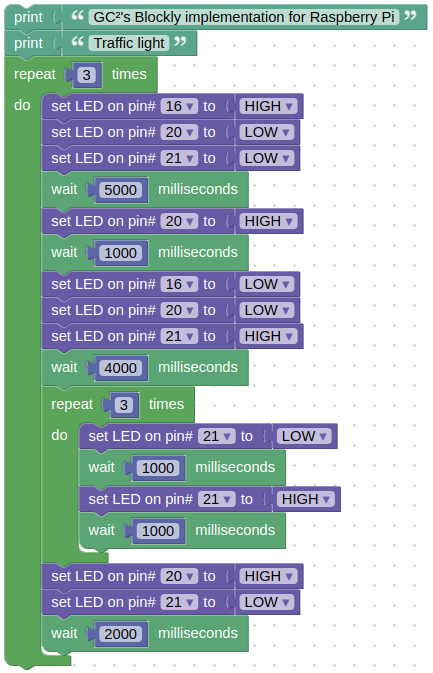 print “ GC²'s Blockly implementation for Raspberry Pi ”
print “ Traffic light ”
repeat 3 times
do set LED on pin# 16 ▾ to HIGH ▾
set LED on pin# 20 ▾ to LOW ▾
set LED on pin# 21 ▾ to LOW ▾
wait 5000 milliseconds
set LED on pin# 20 ▾ to HIGH ▾
wait 1000 milliseconds
set LED on pin# 16 ▾ to LOW ▾
set LED on pin# 20 ▾ to LOW ▾
set LED on pin# 21 ▾ to HIGH ▾
wait 4000 milliseconds
repeat 3 times
do set LED on pin# 21 ▾ to LOW ▾
wait 1000 milliseconds
set LED on pin# 21 ▾ to HIGH ▾
wait 1000 milliseconds
set LED on pin# 20 ▾ to HIGH ▾
set LED on pin# 21 ▾ to LOW ▾
wait 2000 milliseconds